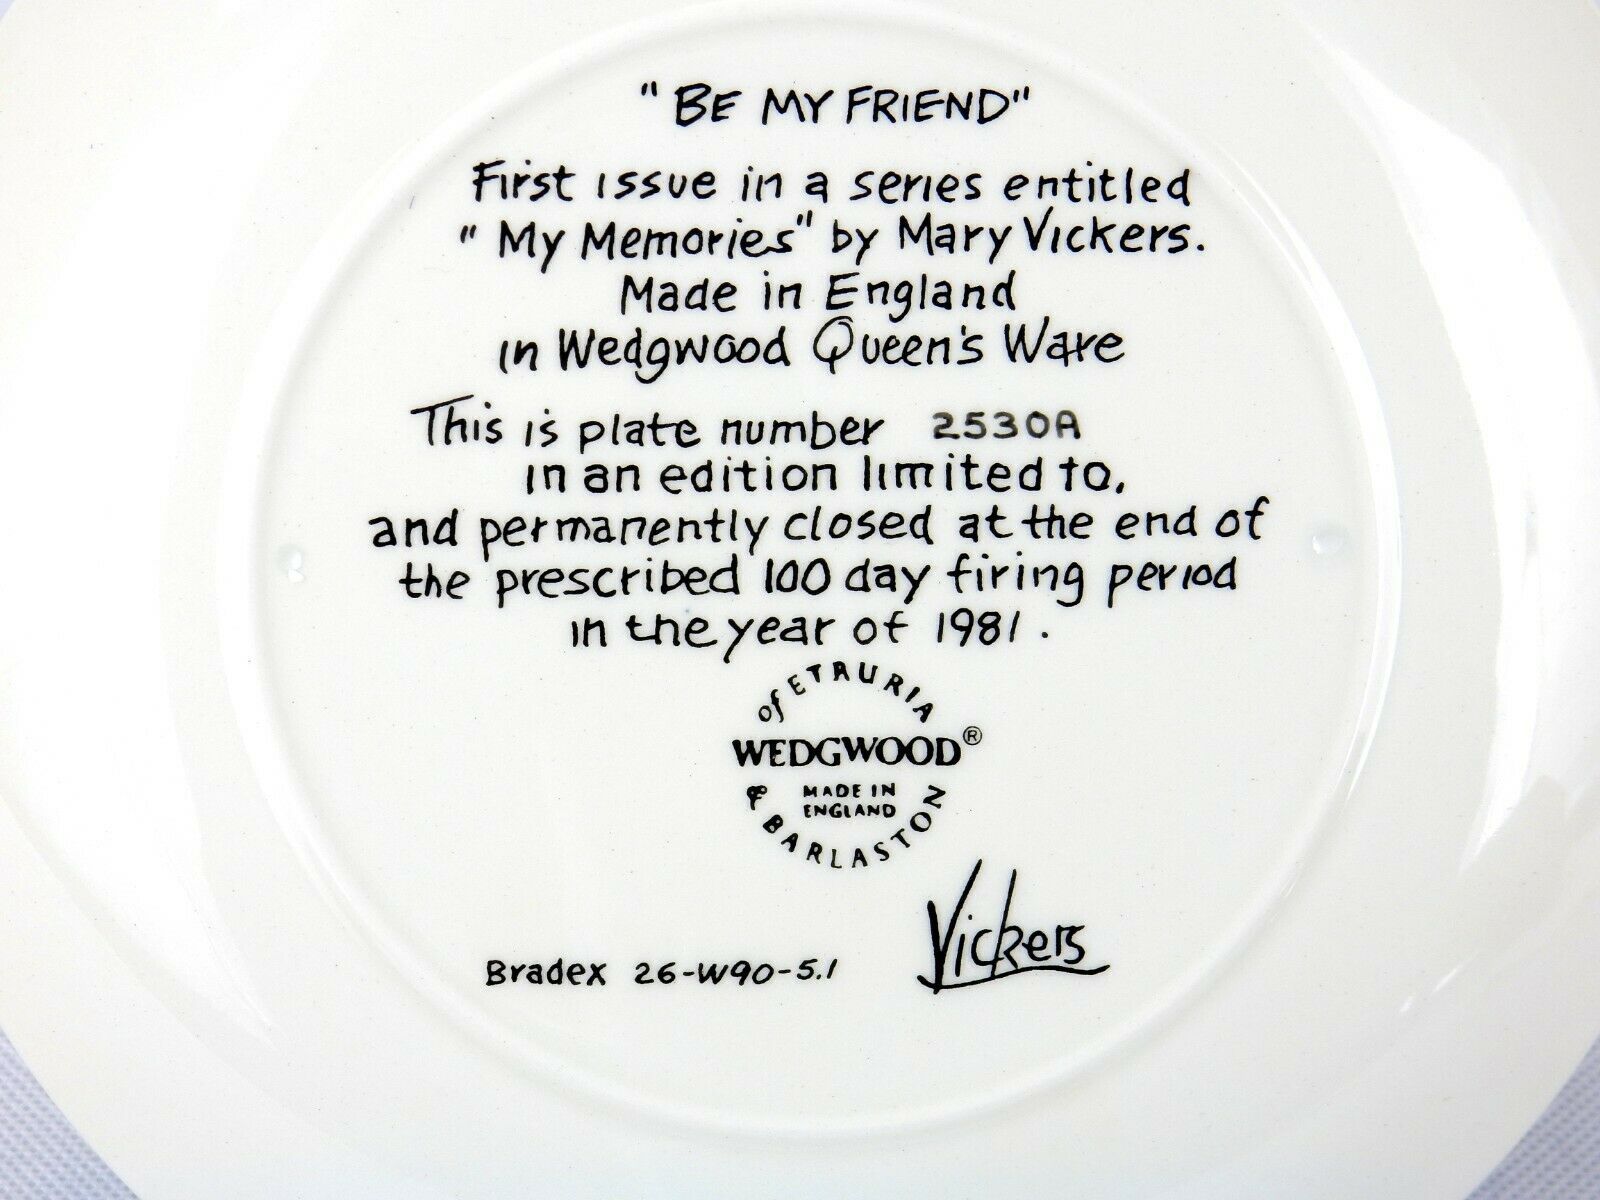 "BE MY FRIEND"
First issue in a series entitled
"My Memories" by Mary Vickers.
Made in England
in Wedgwood Queen's Ware
This is plate number 2530A
in an edition limited to,
and permanently closed at the end of
the prescribed 100 day firing period
in the year of 1981.
of ETRURIA
WEDGWOOD®
MADE IN
ENGLAND
& BARLASTON
Vickers
Bradex 26-W90-5.1